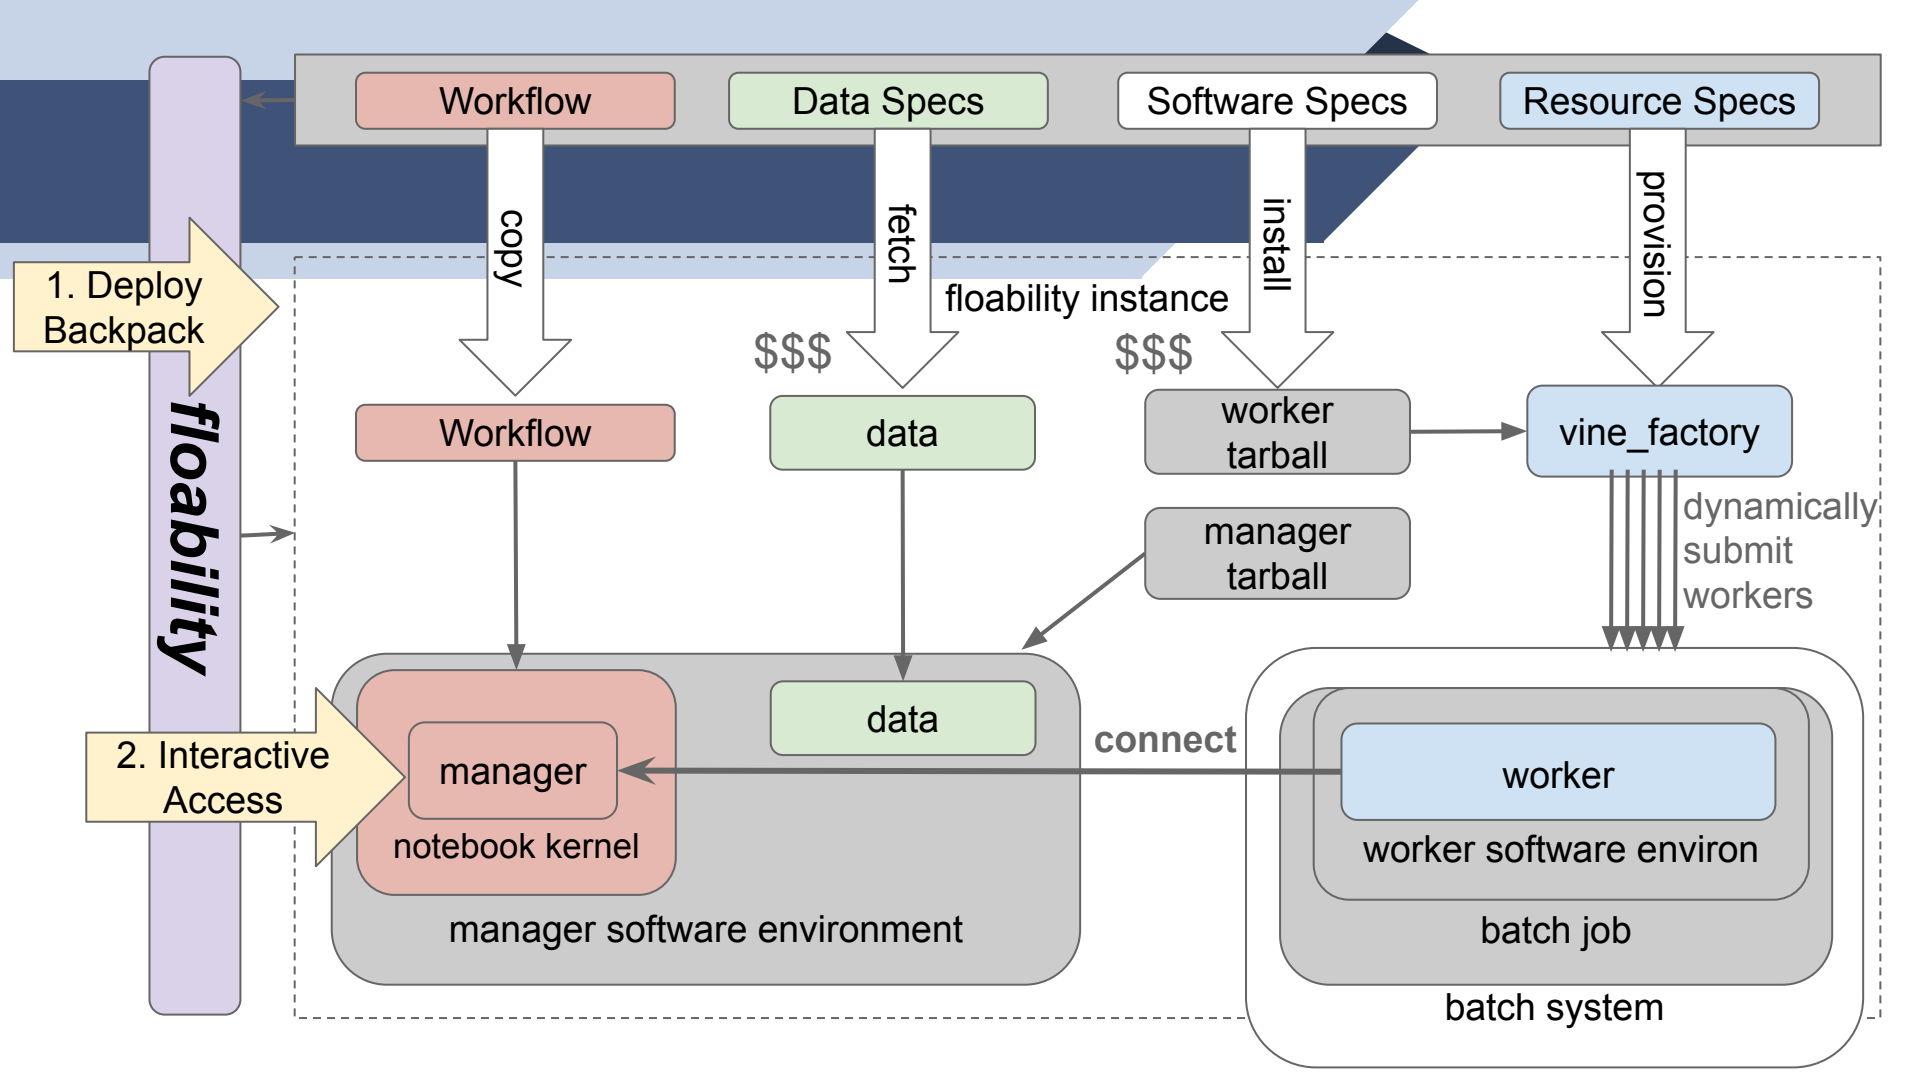 Workflow
Data Specs
Software Specs
Resource Specs
copy
fetch
install
provision
1. Deploy
Backpack
floability instance
$$$
$$$
floability
Workflow
data
worker
tarball
vine_factory
manager
tarball
dynamically
submit
workers
2. Interactive
Access
manager
notebook kernel
data
connect
worker
worker software environ
manager software environment
batch job
batch system